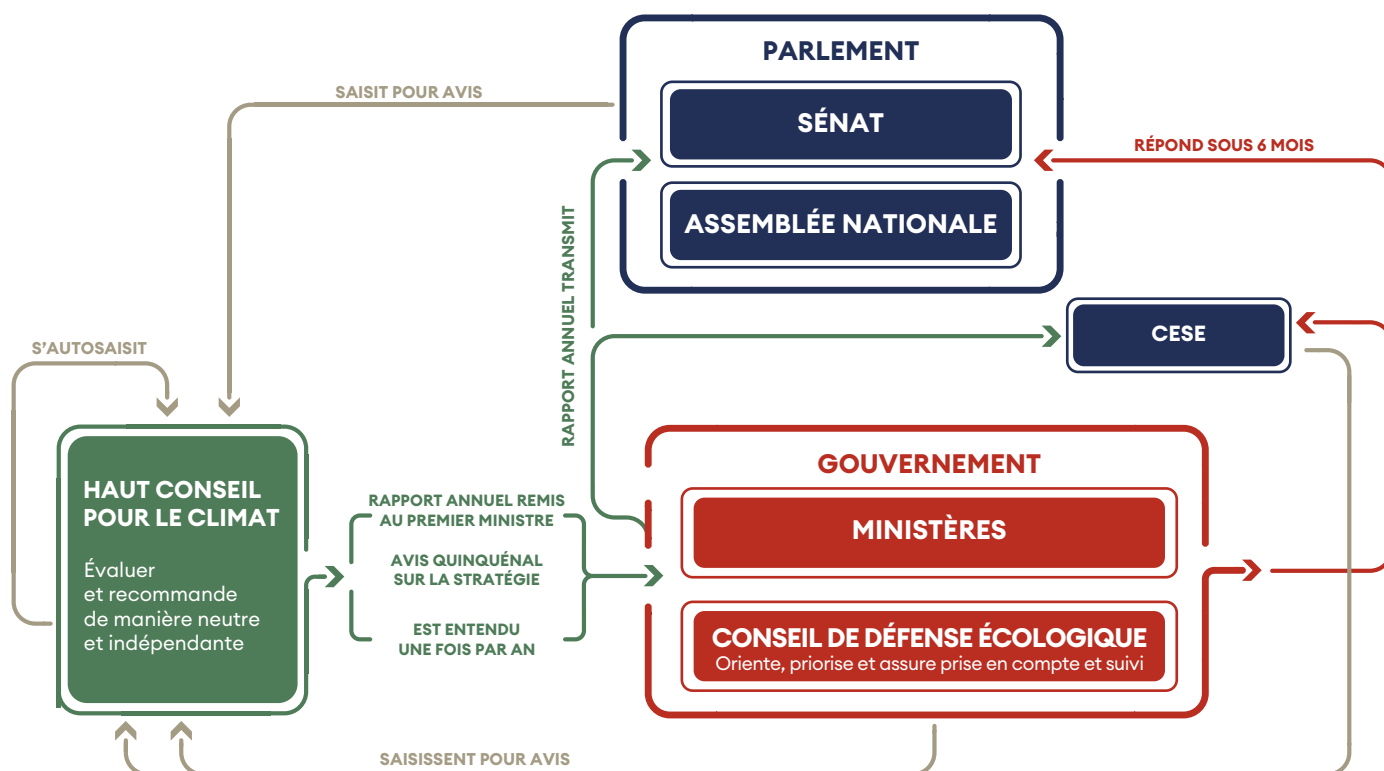 PARLEMENT
SAISIT POUR AVIS
SÉNAT
RÉPOND SOUS 6 MOIS
ASSEMBLÉE NATIONALE
RAPPORT ANNUEL TRANSMIT
CESE
S'AUTOSAISIT
GOUVERNEMENT
HAUT CONSEIL
POUR LE CLIMAT
Évaluer
et recommande
de manière neutre
et indépendante
RAPPORT ANNUEL REMIS
AU PREMIER MINISTRE
AVIS QUINQUÉNAL
SUR LA STRATÉGIE
EST ENTENDU
UNE FOIS PAR AN
MINISTÈRES
CONSEIL DE DÉFENSE ÉCOLOGIQUE
Oriente, priorise et assure prise en compte et suivi
SAISISSENT POUR AVIS